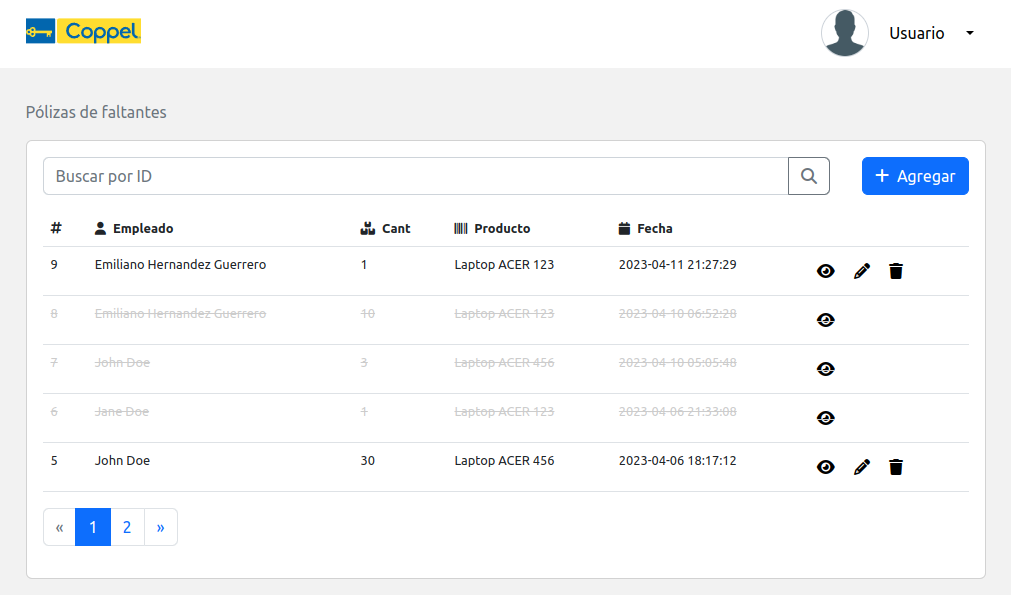 Coppel
Usuario
Pólizas de faltantes
Buscar por ID
Agregar
# Empleado Cant Producto Fecha
9 Emiliano Hernandez Guerrero 1 Laptop ACER 123 2023-04-11 21:27:29
8 Emiliano Hernandez Guerrero 10 Laptop ACER 123 2023-04-10 06:52:28
7 John Doe 3 Laptop ACER 456 2023-04-10 05:05:48
6 Jane Doe 1 Laptop ACER 123 2023-04-06 21:33:08
5 John Doe 30 Laptop ACER 456 2023-04-06 18:17:12
« 1 2 »